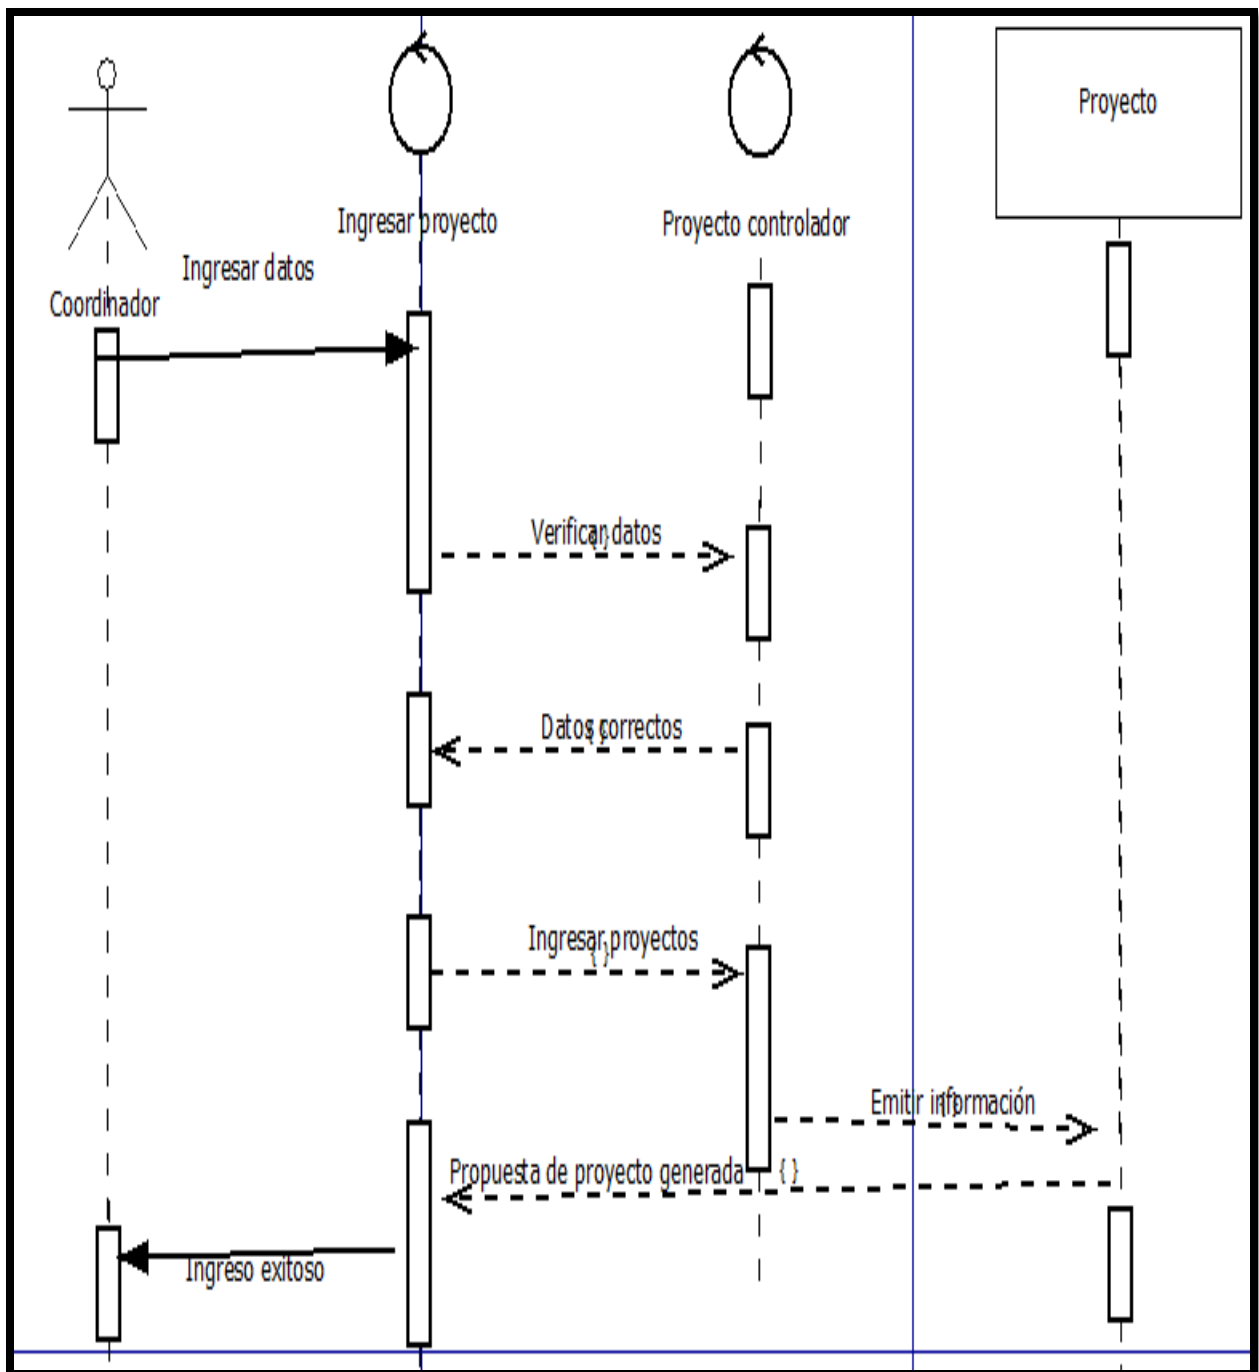 Proyecto
Ingresar proyecto
Proyecto controlador
Ingresar datos
Coordinador
Verificar datos
{ }
Datos correctos
{ }
Ingresar proyectos
{ }
Emitir información
{ }
Propuesta de proyecto generada { }
Ingreso exitoso